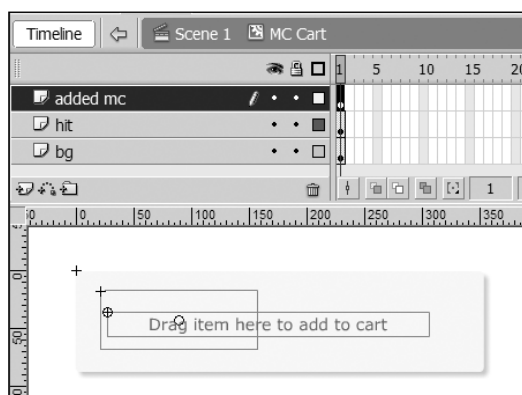 Timeline Scene 1 MC Cart
1 5 10 15 20
added mc
hit
bg
1
0 50 100 150 200 250 300 350
0
50
Drag item here to add to cart